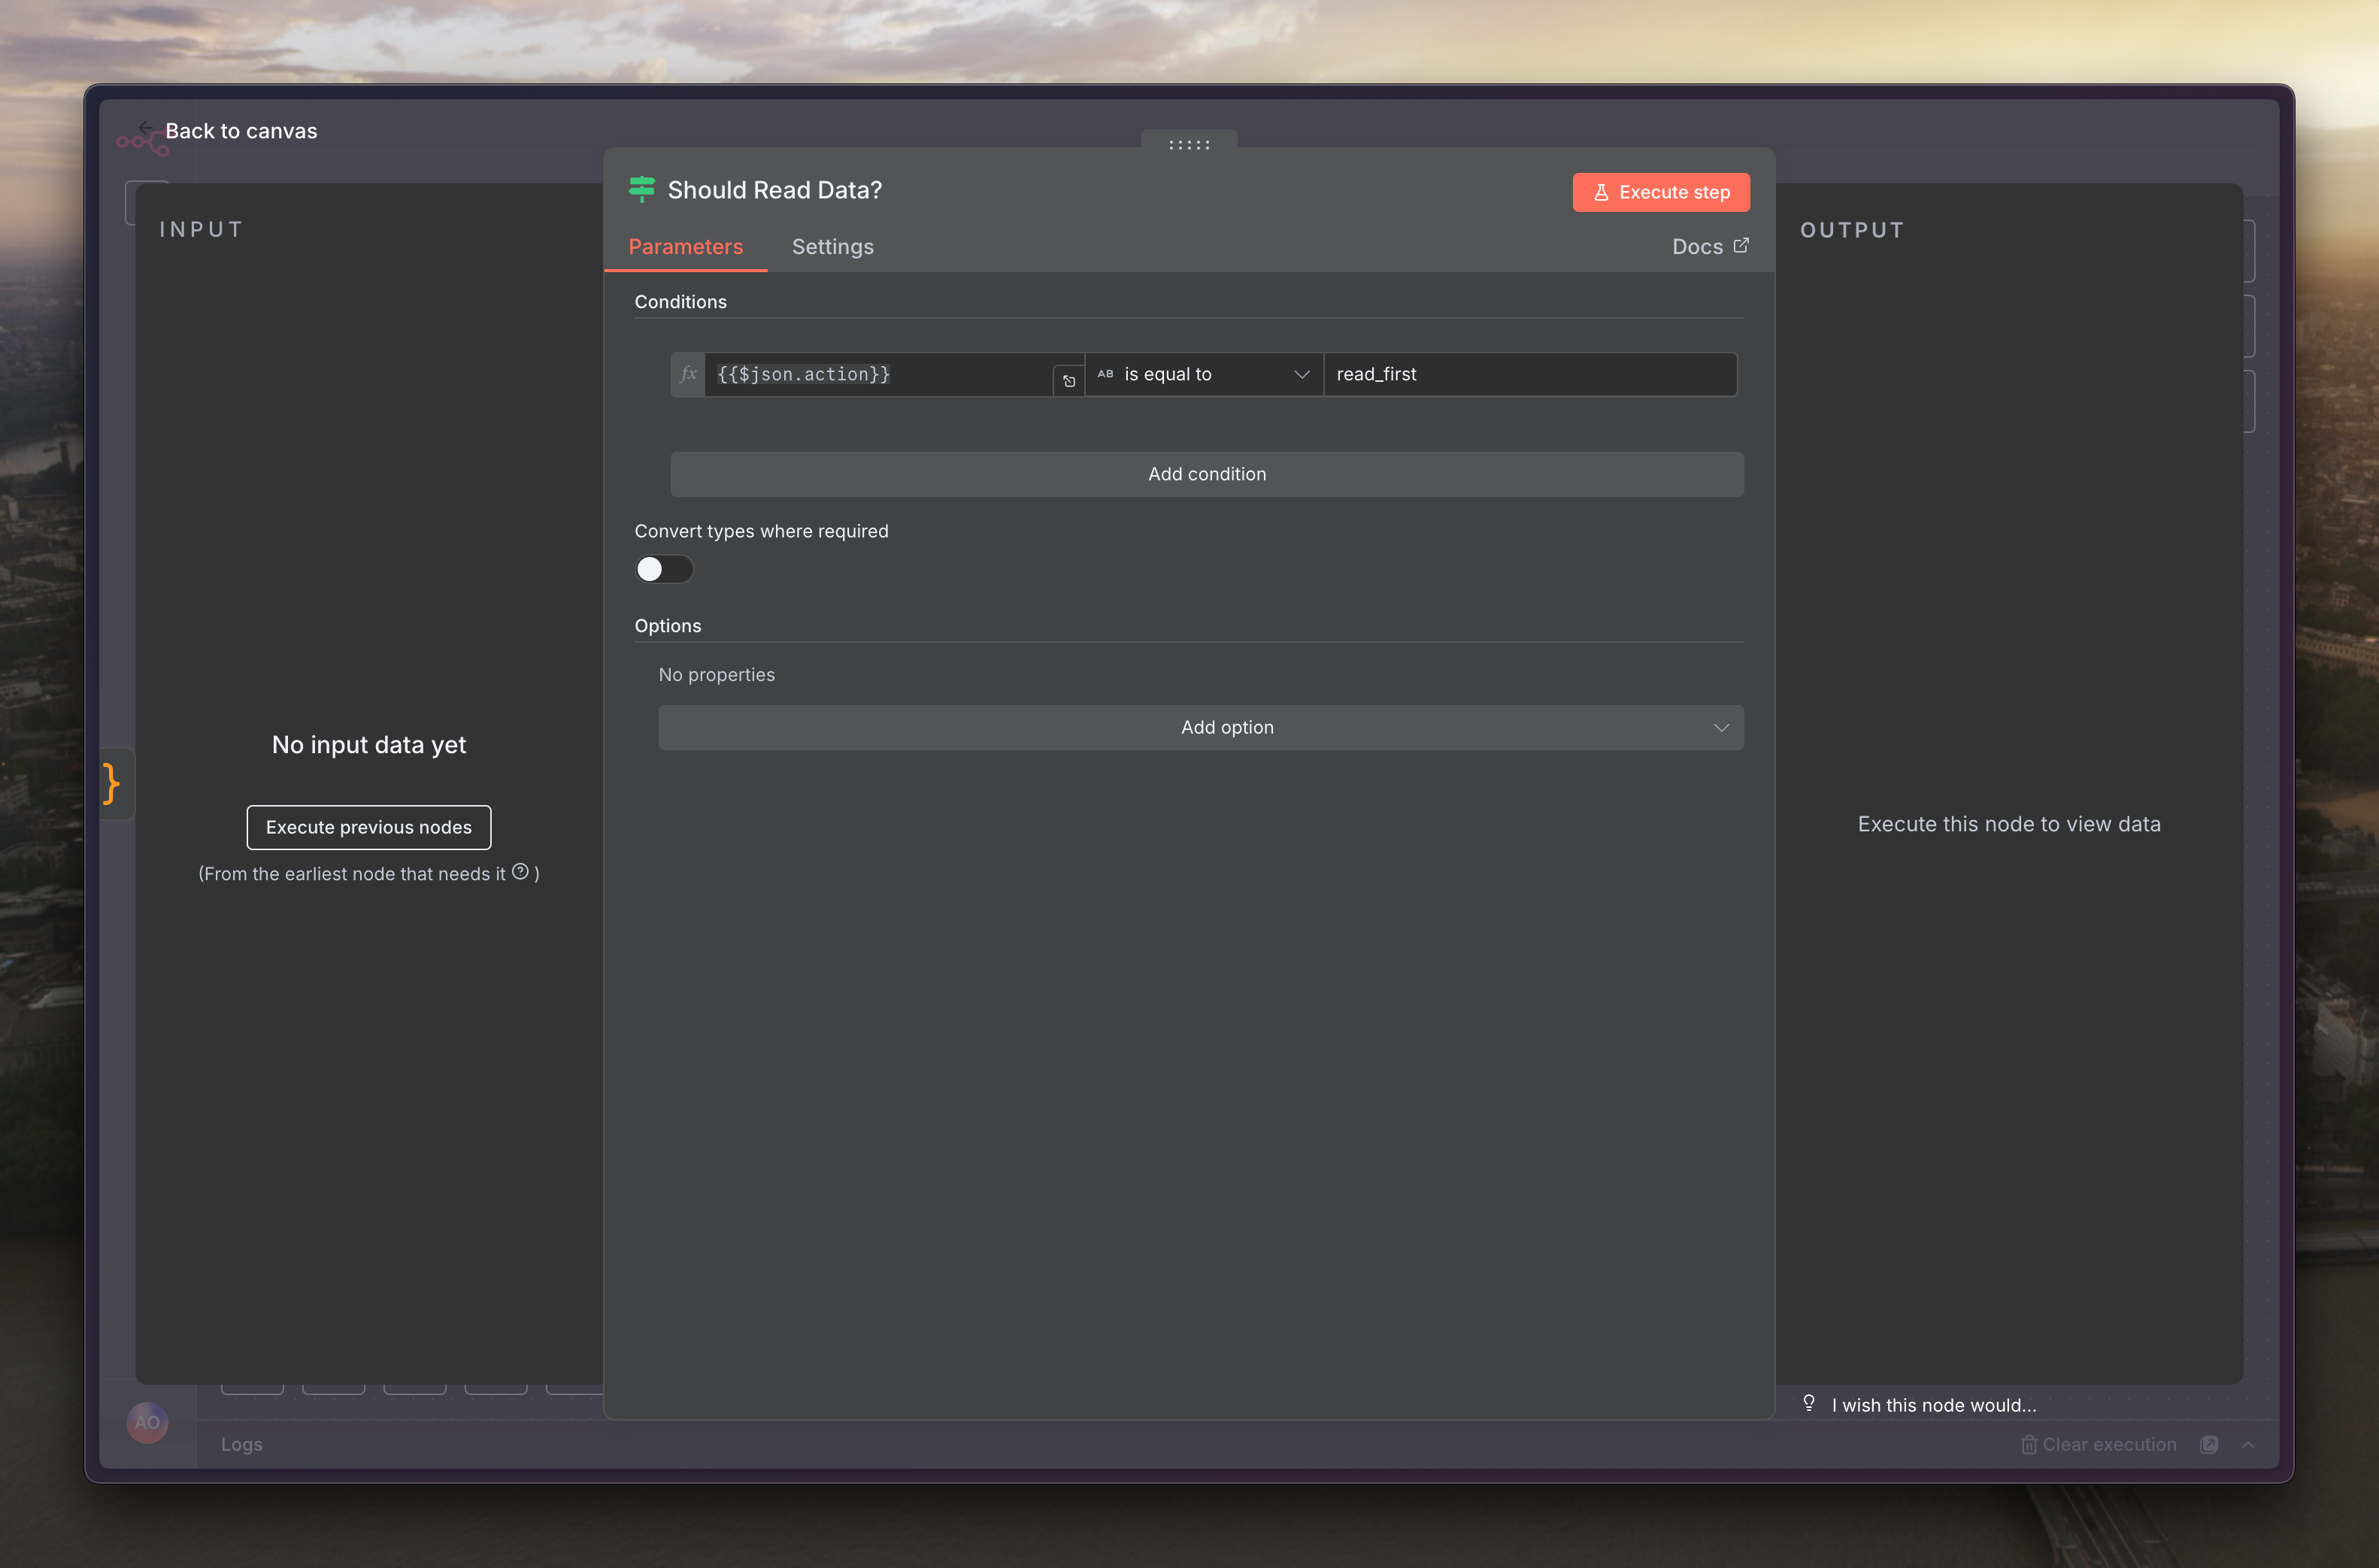 Back to canvas
INPUT
Should Read Data?
Execute step
OUTPUT
Parameters
Settings
Docs
Conditions
fx
{{$json.action}}
AB
is equal to
read_first
Add condition
Convert types where required
Options
No properties
Add option
No input data yet
}
Execute previous nodes
(From the earliest node that needs it ? )
Execute this node to view data
I wish this node would...
AO
Logs
Clear execution